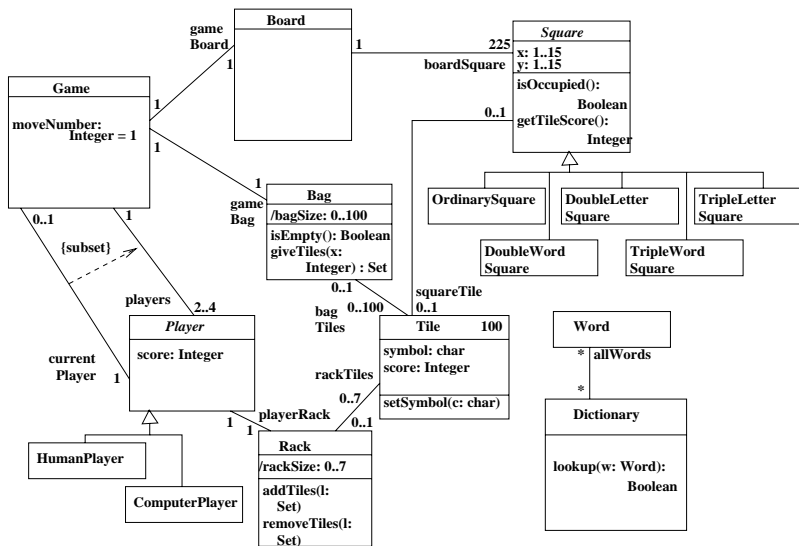 Board
game
Board
1
1
1
225
boardSquare
Square
x: 1..15
y: 1..15
isOccupied():
Boolean
getTileScore():
Integer
0..1
Game
moveNumber:
Integer = 1
1
1
0..1
1
{subset}
players
2..4
current
Player
1
1
game
Bag
Bag
/bagSize: 0..100
isEmpty(): Boolean
giveTiles(x:
Integer) : Set
0..1
bag
Tiles
0..100
squareTile
0..1
OrdinarySquare
DoubleLetter
Square
TripleLetter
Square
DoubleWord
Square
TripleWord
Square
Player
score: Integer
Tile 100
symbol: char
score: Integer
setSymbol(c: char)
rackTiles
0..7
0..1
playerRack
1
1
HumanPlayer
ComputerPlayer
Rack
/rackSize: 0..7
addTiles(l:
Set)
removeTiles(l:
Set)
Word
* allWords
*
Dictionary
lookup(w: Word):
Boolean